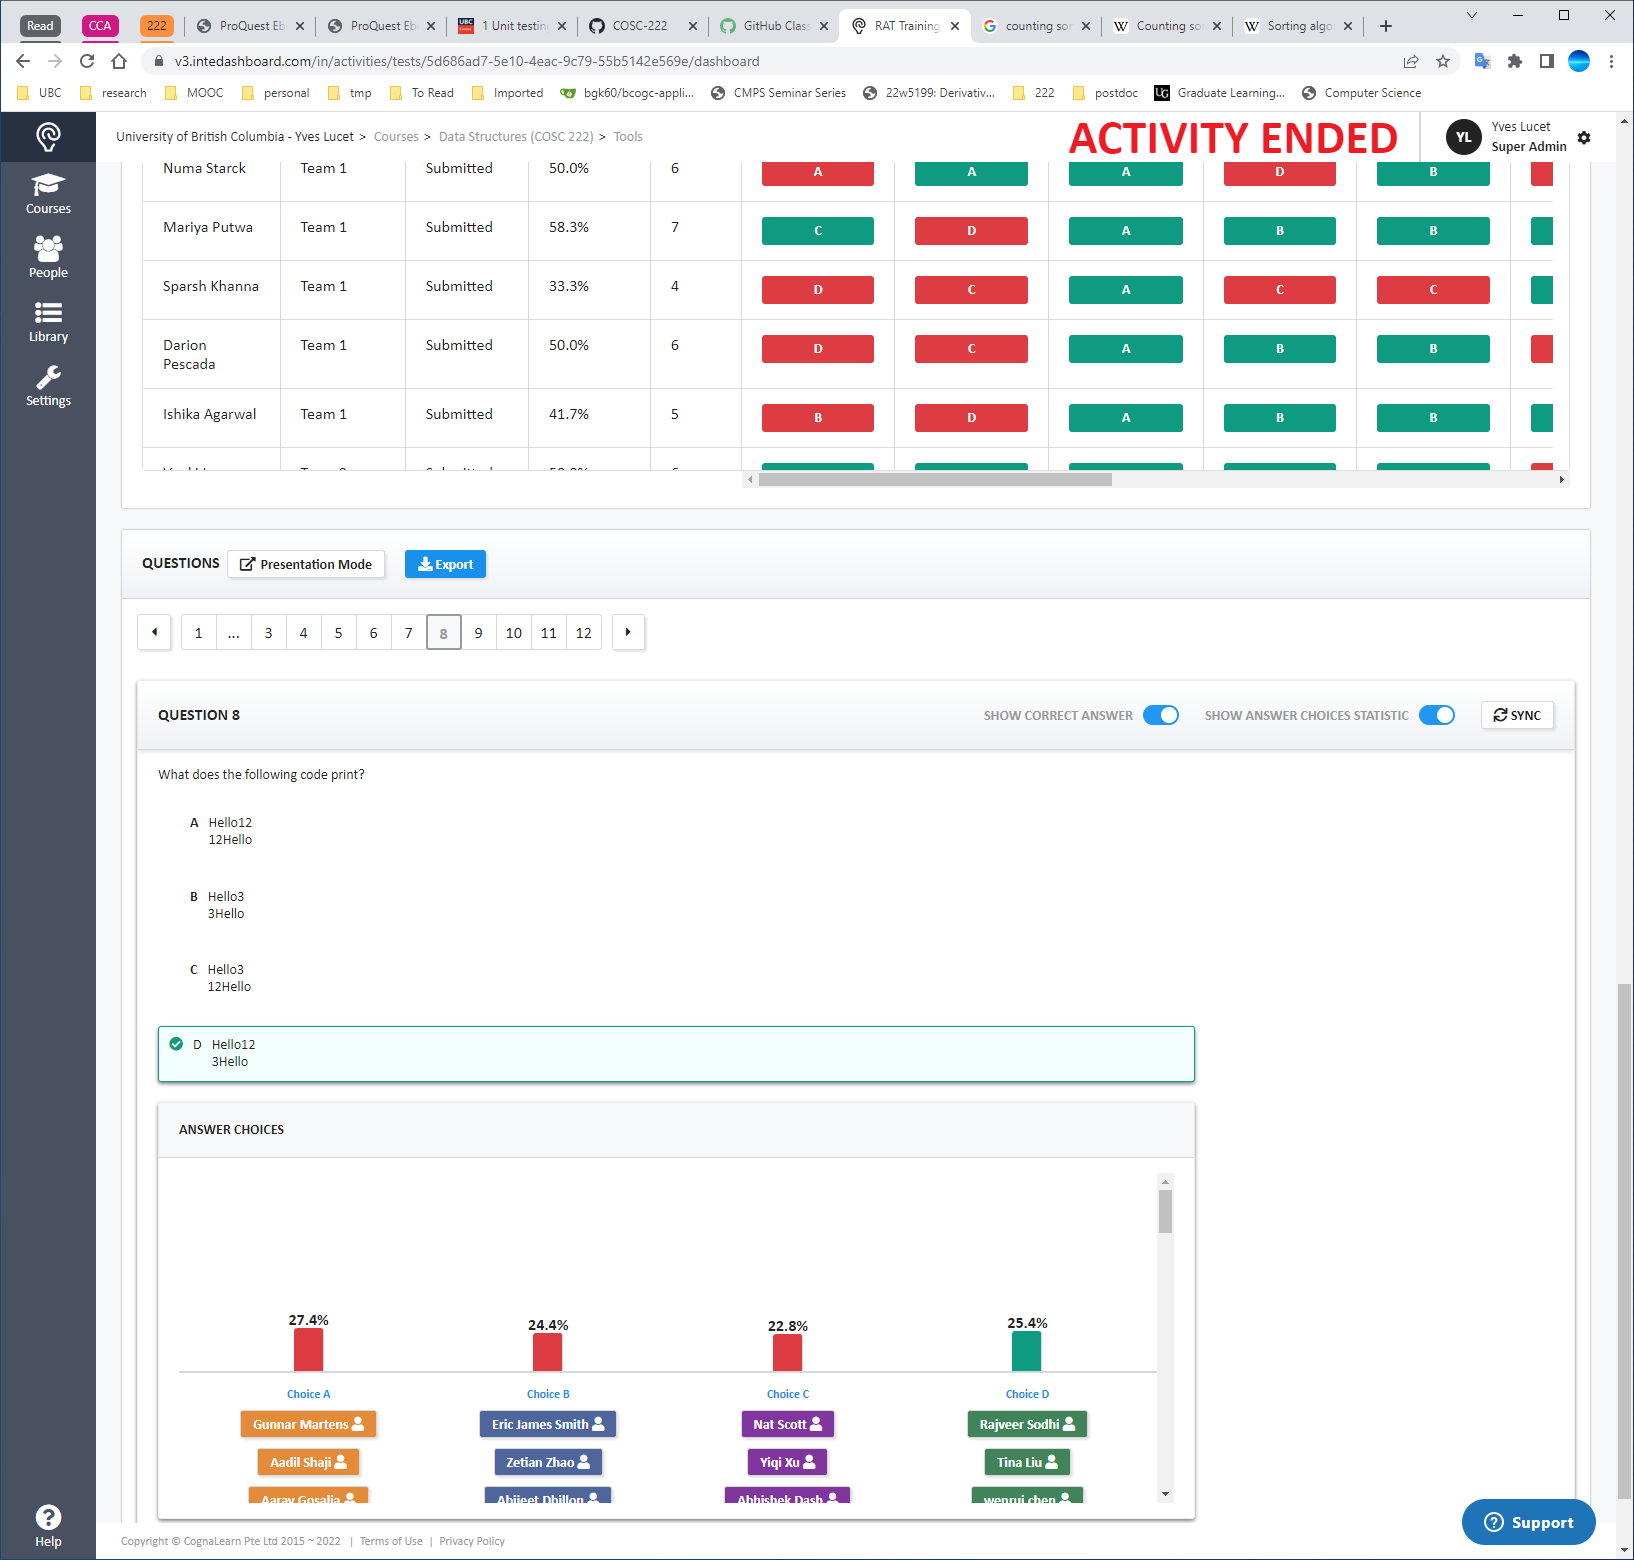 Read CCA 222 ProQuest Eb ProQuest Eb 1 Unit testing COSC-222 GitHub Class RAT Training counting sor Counting so Sorting algo
v3.intedashboard.com/in/activities/tests/5d686ad7-5e10-4eac-9c79-55b5142e569e/dashboard
UBC research MOOC personal tmp To Read Imported bgk60/bcogc-appli... CMPS Seminar Series 22w5199: Derivativ... 222 postdoc UG Graduate Learning... Computer Science
University of British Columbia - Yves Lucet > Courses > Data Structures (COSC 222) > Tools
ACTIVITY ENDED
YL Yves Lucet
Super Admin
Courses
People
Library
Settings
Numa Starck Team 1 Submitted 50.0% 6 A A A D B
Mariya Putwa Team 1 Submitted 58.3% 7 C D A B B
Sparsh Khanna Team 1 Submitted 33.3% 4 D C A C C
Darion Team 1 Submitted 50.0% 6 D C A B B
Pescada
Ishika Agarwal Team 1 Submitted 41.7% 5 B D A B B
QUESTIONS Presentation Mode Export
1 ... 3 4 5 6 7 8 9 10 11 12
QUESTION 8 SHOW CORRECT ANSWER SHOW ANSWER CHOICES STATISTIC SYNC
What does the following code print?
A Hello12
12Hello
B Hello3
3Hello
C Hello3
12Hello
D Hello12
3Hello
ANSWER CHOICES
27.4% 24.4% 22.8% 25.4%
Choice A Choice B Choice C Choice D
Gunnar Martens Eric James Smith Nat Scott Rajveer Sodhi
Aadil Shaji Zetian Zhao Yiqi Xu Tina Liu
Aarav Gosalia Abijeet Dhillon Abhishek Dash wenrui chen
Help
Support
Copyright © CognaLearn Pte Ltd 2015 ~ 2022 | Terms of Use | Privacy Policy